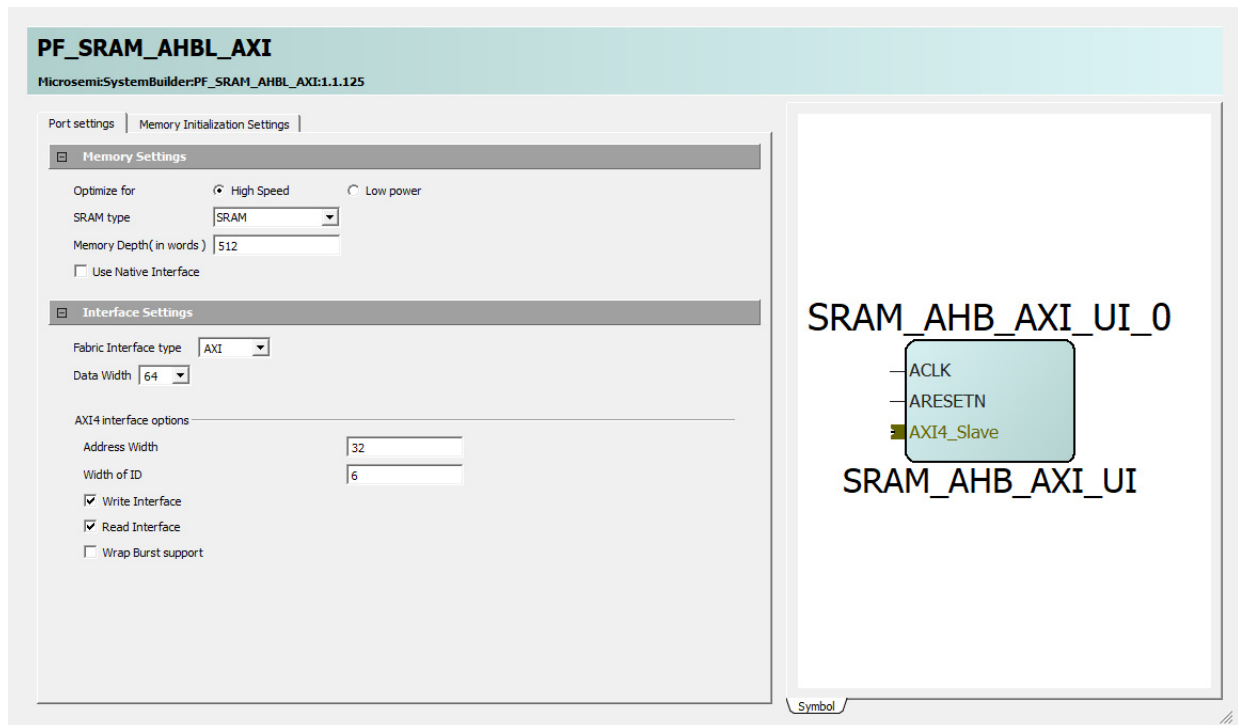 PF_SRAM_AHBL_AXI
Microsemi:SystemBuilder:PF_SRAM_AHBL_AXI:1.1.125
Port settings Memory Initialization Settings
Memory Settings
Optimize for High Speed Low power
SRAM type SRAM
Memory Depth( in words ) 512
Use Native Interface
Interface Settings
Fabric Interface type AXI
Data Width 64
AXI4 interface options
Address Width 32
Width of ID 6
Write Interface
Read Interface
Wrap Burst support
SRAM_AHB_AXI_UI_0
ACLK
ARESETN
AXI4_Slave
SRAM_AHB_AXI_UI
Symbol